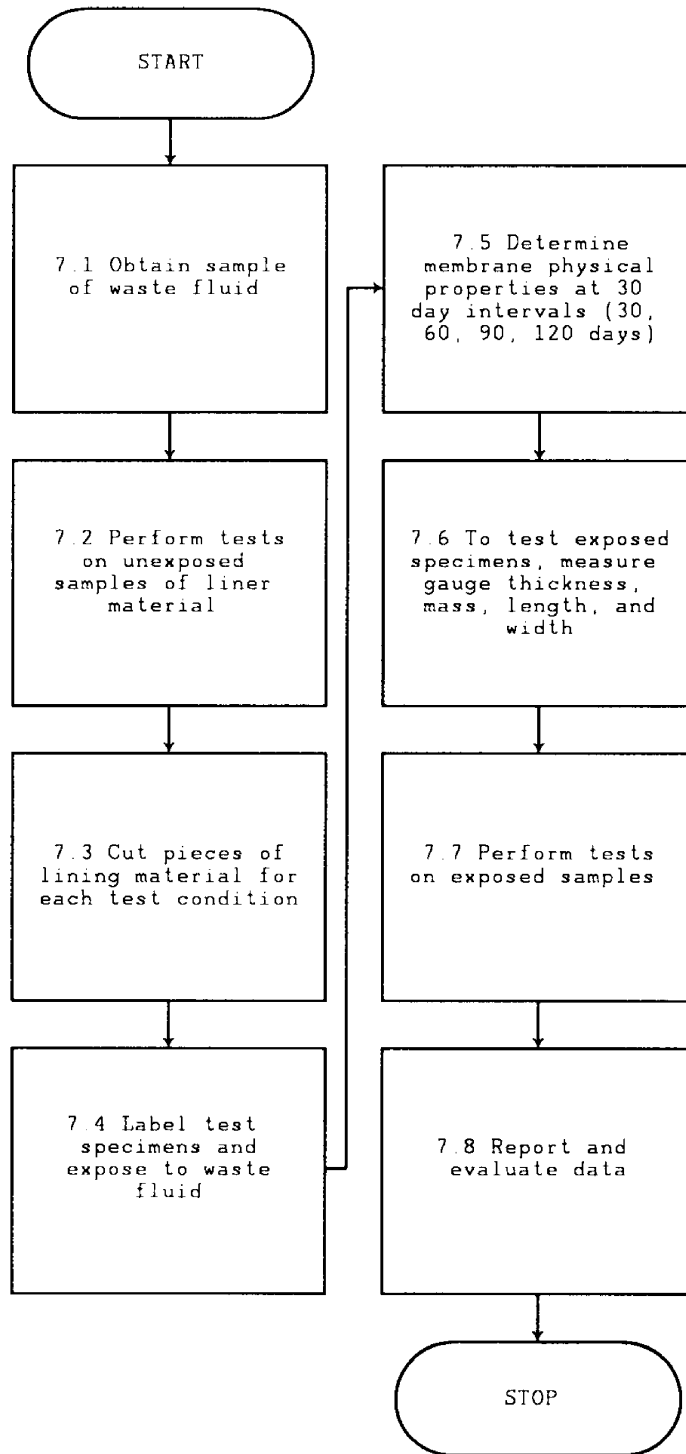 START
7.1 Obtain sample
of waste fluid
7.2 Perform tests
on unexposed
samples of liner
material
7.3 Cut pieces of
lining material for
each test condition
7.4 Label test
specimens and
expose to waste
fluid
7.5 Determine
membrane physical
properties at 30
day intervals (30,
60, 90, 120 days)
7.6 To test exposed
specimens, measure
gauge thickness,
mass, length, and
width
7.7 Perform tests
on exposed samples
7.8 Report and
evaluate data
STOP